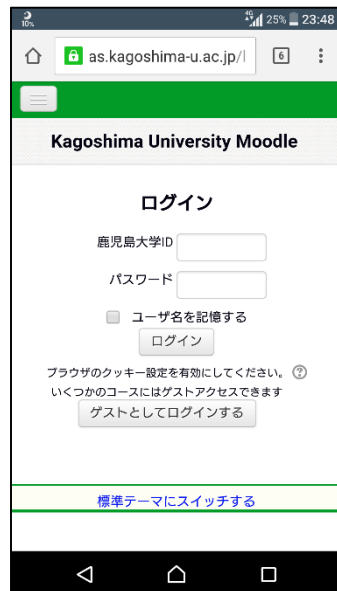 10%
4G
25%
23:48
as.kagoshima-u.ac.jp/l
6
Kagoshima University Moodle
ログイン
鹿児島大学ID
パスワード
ユーザ名を記憶する
ログイン
ブラウザのクッキー設定を有効にしてください。 ?
いくつかのコースにはゲストアクセスできます
ゲストとしてログインする
標準テーマにスイッチする